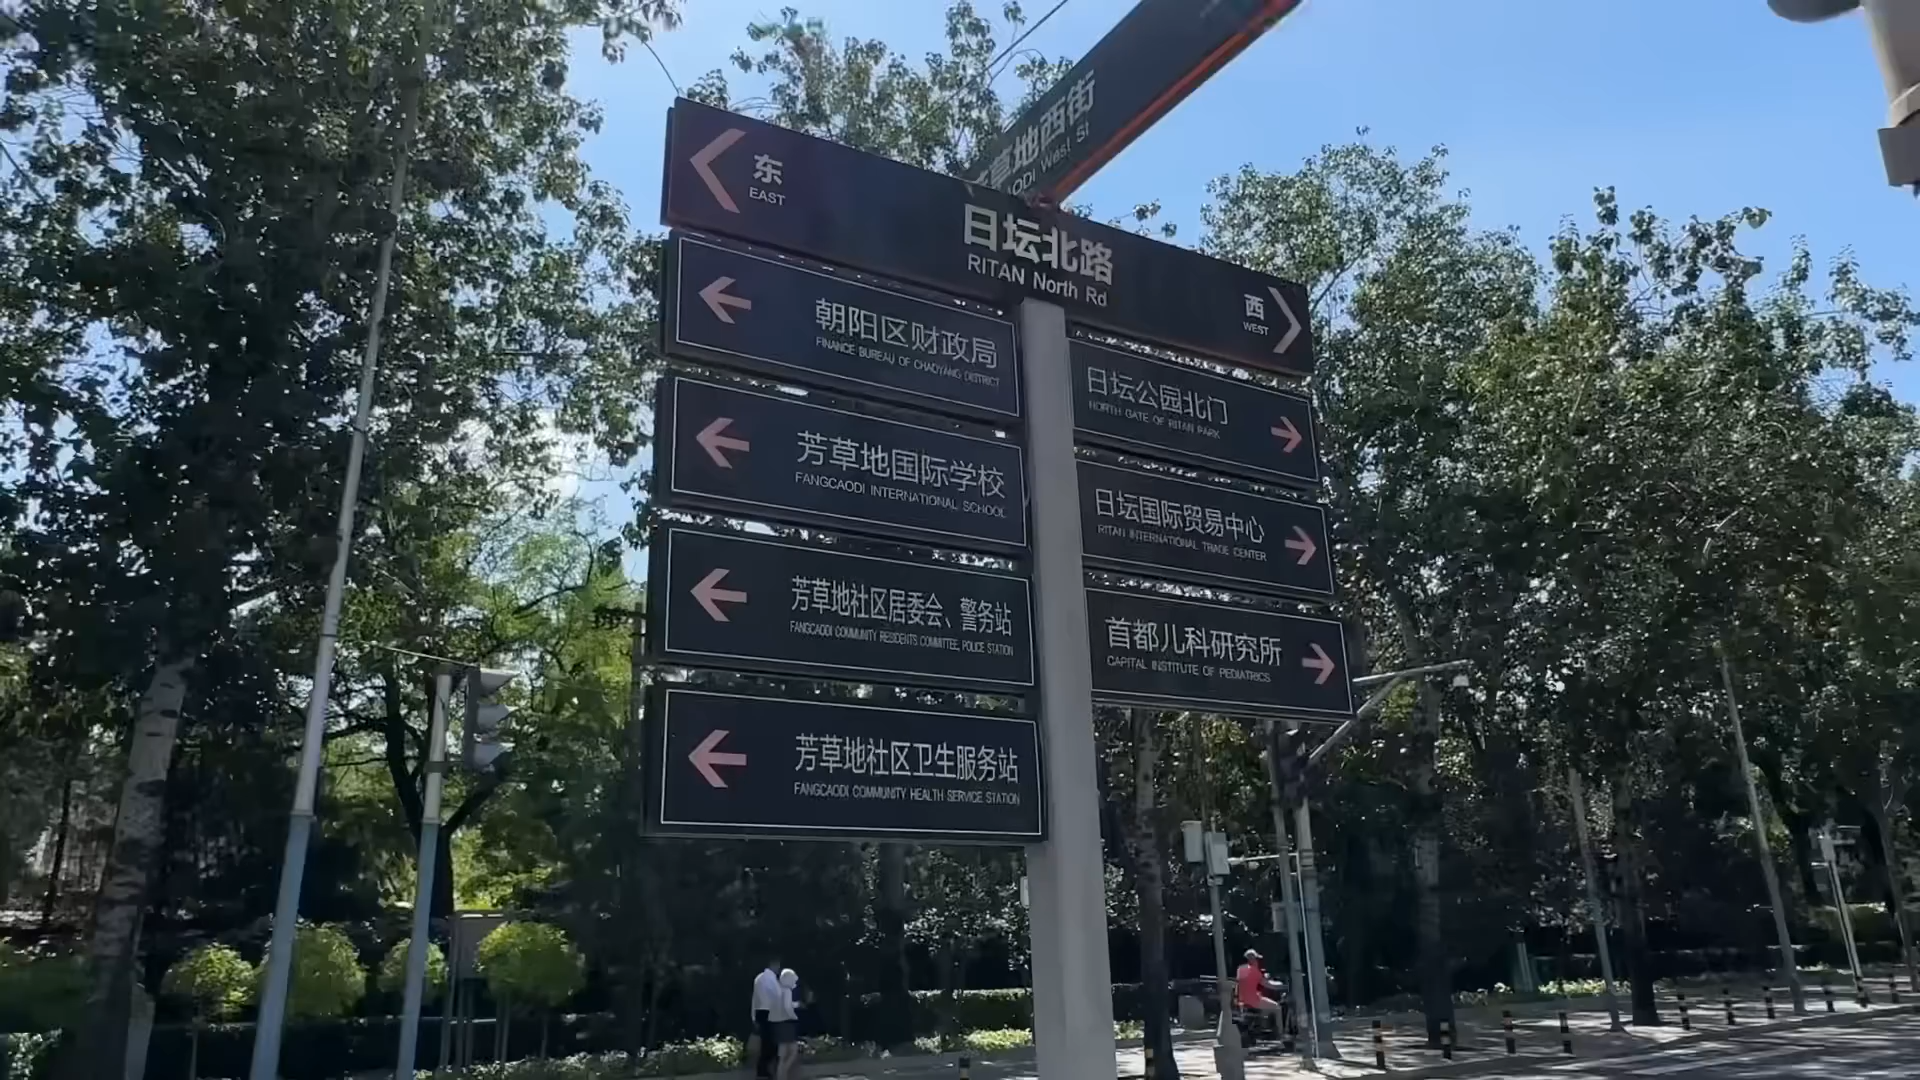 草地西街
West St
东
EAST
日坛北路
RITAN North Rd
西
WEST
朝阳区财政局
FINANCE BUREAU OF CHAOYANG DISTRICT
芳草地国际学校
FANGCAODI INTERNATIONAL SCHOOL
芳草地社区居委会、警务站
FANGCAODI COMMUNITY RESIDENTS COMMITTEE, POLICE STATION
芳草地社区卫生服务站
FANGCAODI COMMUNITY HEALTH SERVICE STATION
日坛公园北门
NORTH GATE OF RITAN PARK
日坛国际贸易中心
RITAN INTERNATIONAL TRADE CENTER
首都儿科研究所
CAPITAL INSTITUTE OF PEDIATRICS